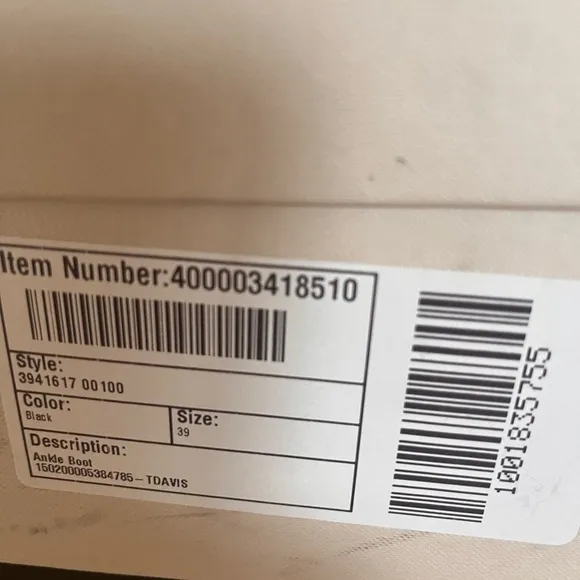 Item Number:400003418510
Style:
3941617 00100
Color:
Black
Size:
39
Description:
Ankle Boot
150200005384785- TDAVIS
1001835755